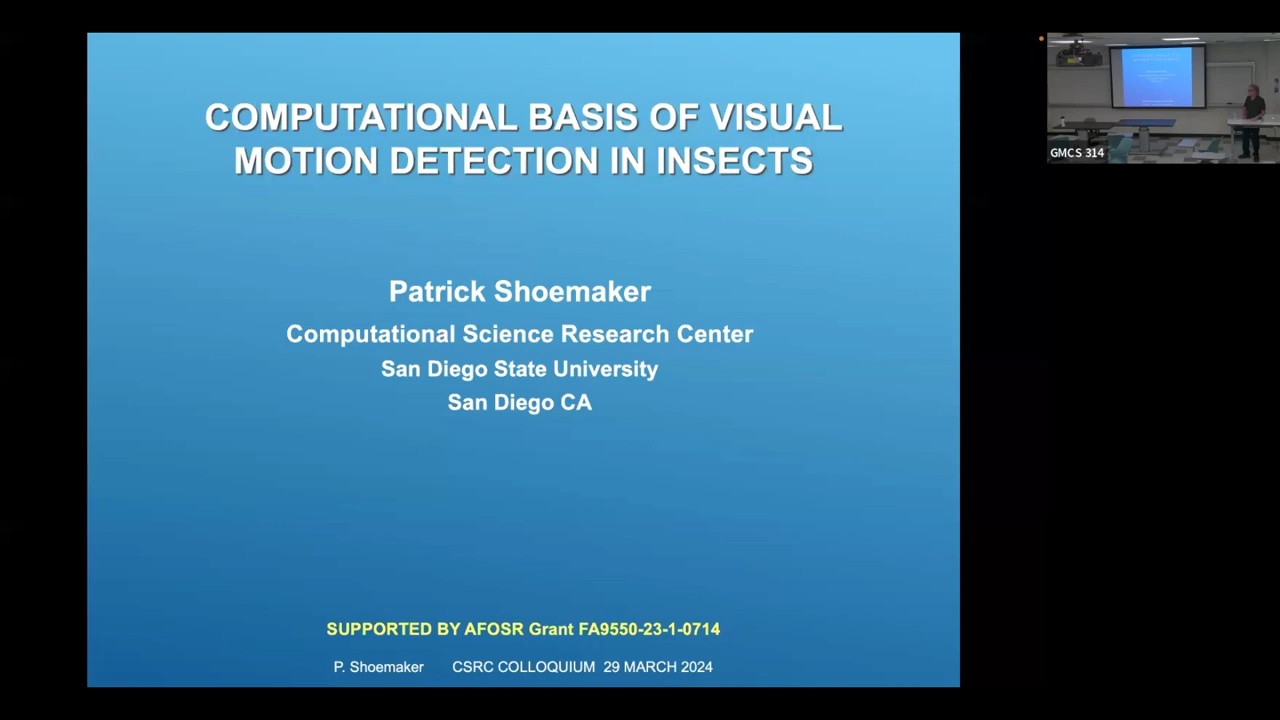 COMPUTATIONAL BASIS OF VISUAL
MOTION DETECTION IN INSECTS
Patrick Shoemaker
Computational Science Research Center
San Diego State University
San Diego CA
SUPPORTED BY AFOSR Grant FA9550-23-1-0714
P. Shoemaker CSRC COLLOQUIUM 29 MARCH 2024
GMCS 314